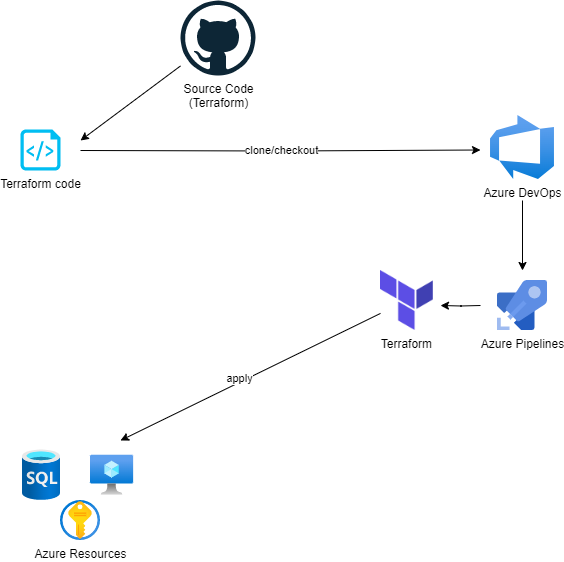 Source Code
(Terraform)
</>
Terraform code
clone/checkout
Azure DevOps
Terraform
Azure Pipelines
apply
SQL
Azure Resources